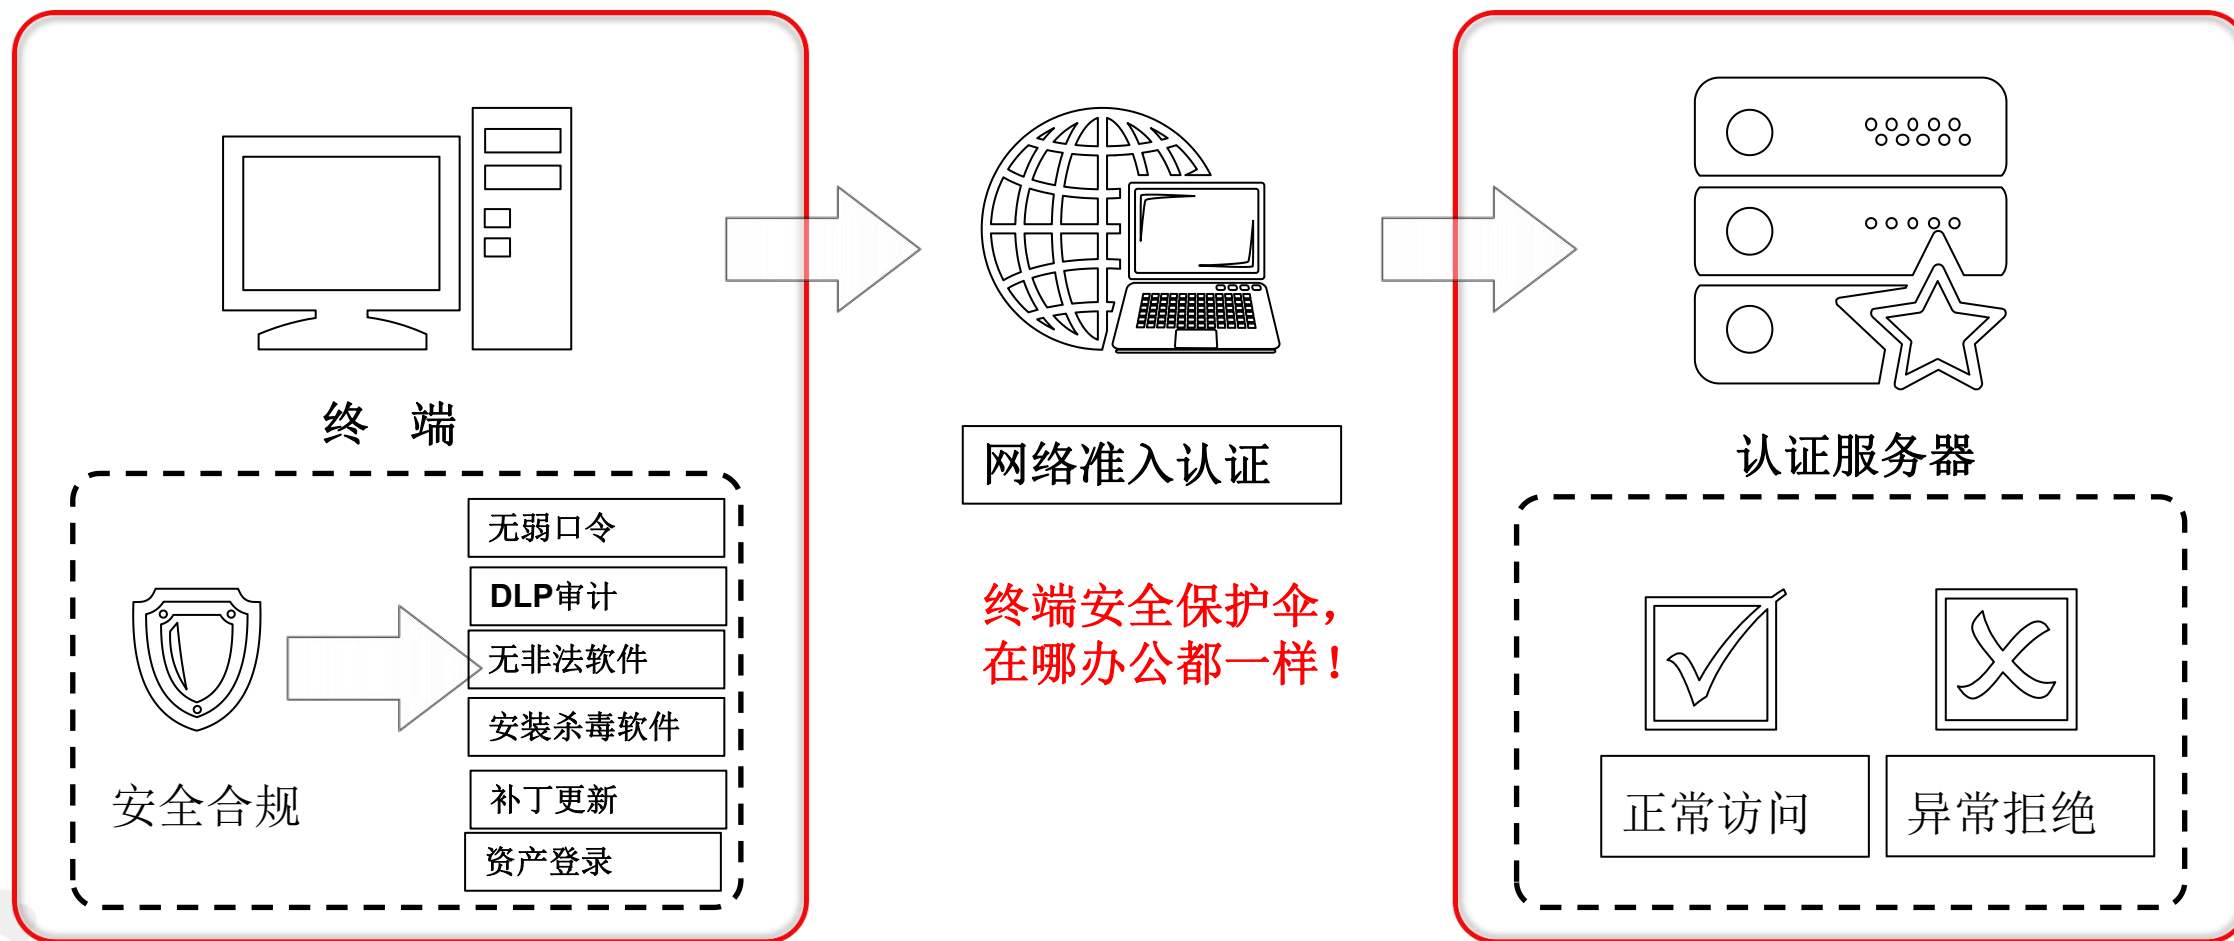 终 端
安全合规
无弱口令
DLP审计
无非法软件
安装杀毒软件
补丁更新
资产登录
网络准入认证
终端安全保护伞，
在哪办公都一样！
认证服务器
正常访问
异常拒绝